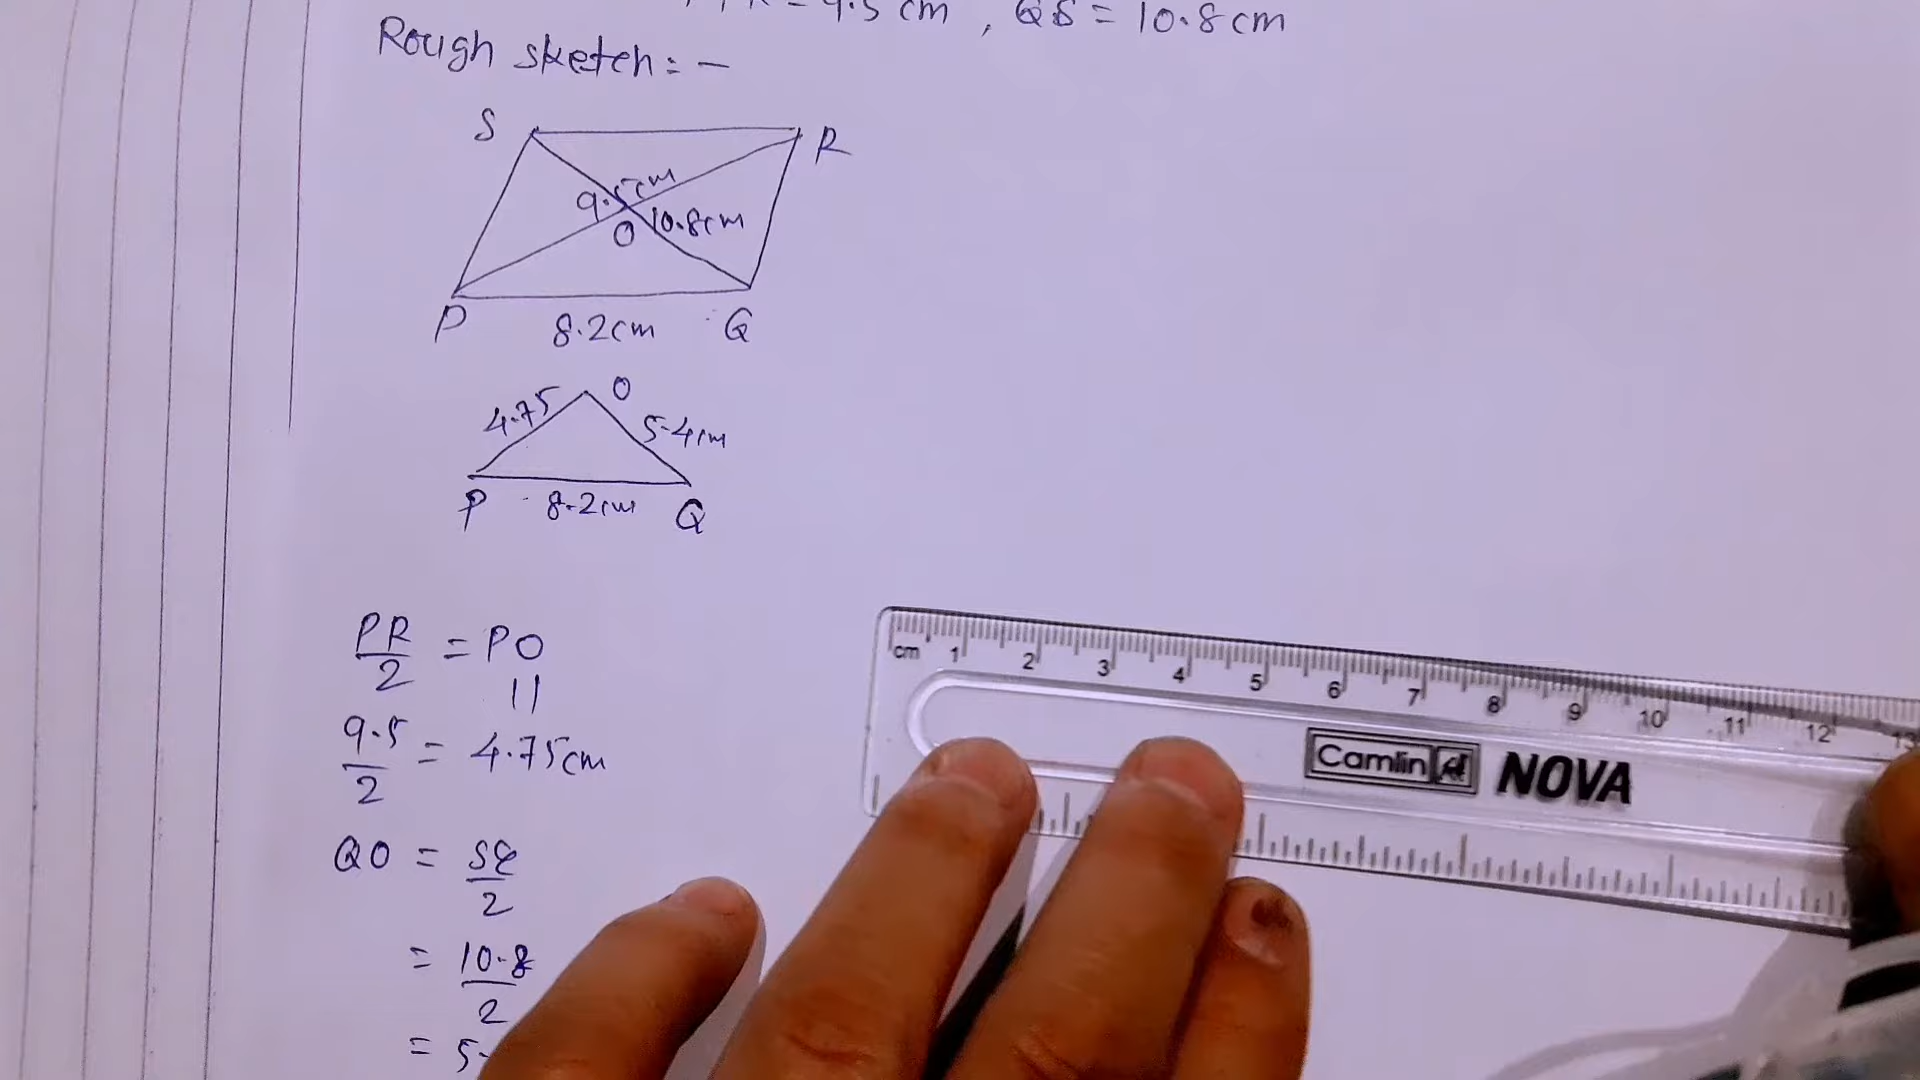 = 9.5 cm, QS = 10.8 cm
Rough sketch: -
S
R
9.5cm
10.8cm
O
P
8.2cm
Q
O
4.75
5.4cm
P
8.2cm
Q
PR/2 = PO
||
9.5/2 = 4.75cm
QO = SQ/2
= 10.8/2
= 5.
cm 1 2 3 4 5 6 7 8 9 10 11 12 13
Camlin NOVA